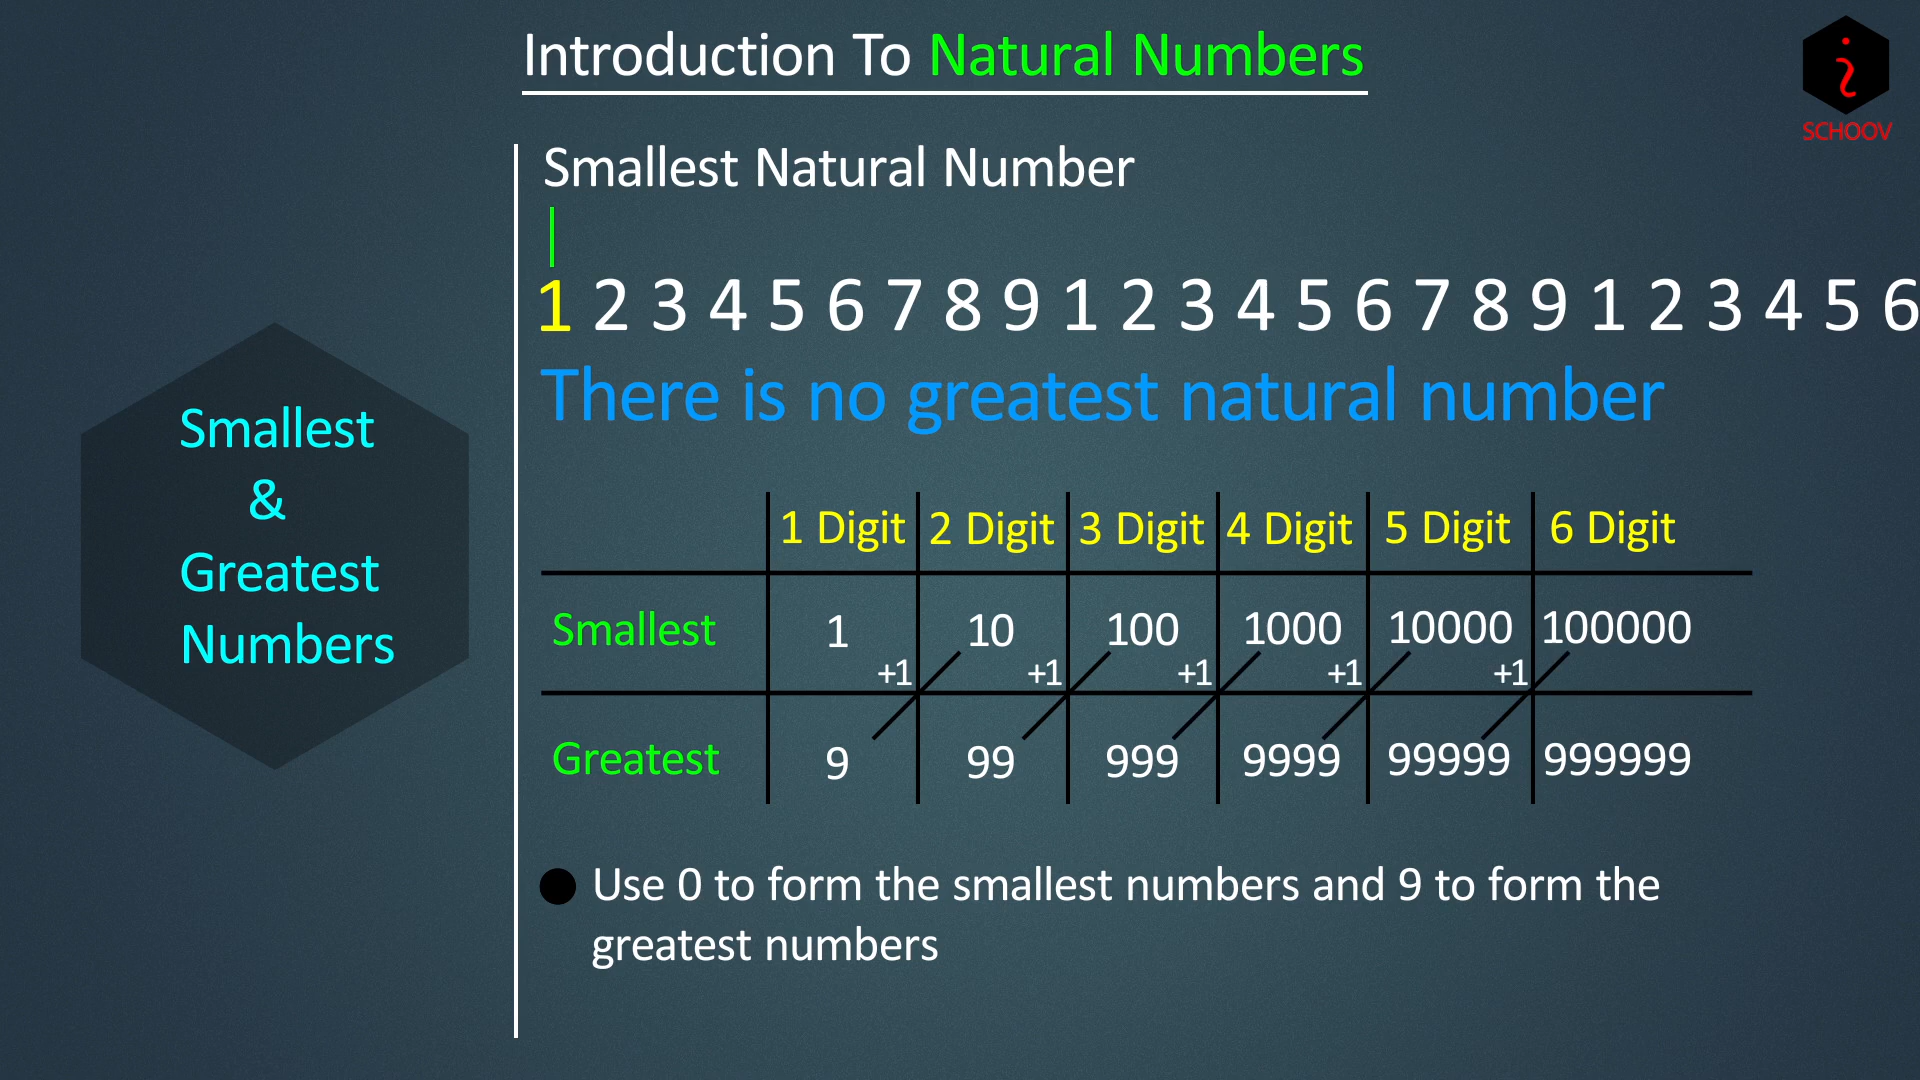 Introduction To Natural Numbers
SCHOOV
Smallest Natural Number
1 2 3 4 5 6 7 8 9 1 2 3 4 5 6 7 8 9 1 2 3 4 5 6
There is no greatest natural number
Smallest
&
Greatest
Numbers
1 Digit 2 Digit 3 Digit 4 Digit 5 Digit 6 Digit
Smallest 1 10 100 1000 10000 100000
+1 +1 +1 +1 +1
Greatest 9 99 999 9999 99999 999999
Use 0 to form the smallest numbers and 9 to form the
greatest numbers